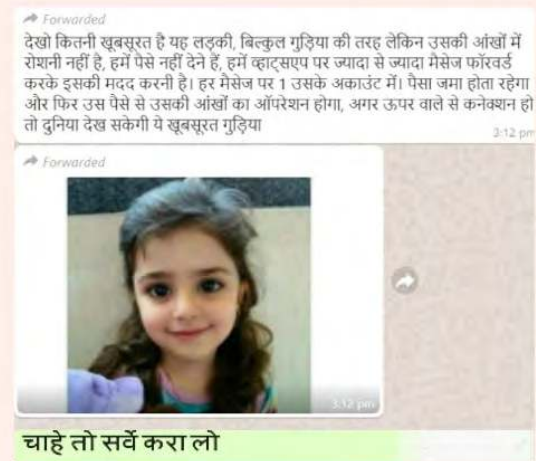 Forwarded
देखो कितनी खूबसूरत है यह लड़की, बिल्कुल गुड़िया की तरह लेकिन उसकी आंखों में
रोशनी नहीं है, हमें पैसे नहीं देने हैं, हमें व्हाट्सएप पर ज्यादा से ज्यादा मैसेज फॉरवर्ड
करके इसकी मदद करनी है। हर मैसेज पर 1 उसके अकाउंट में। पैसा जमा होता रहेगा
और फिर उस पैसे से उसकी आंखों का ऑपरेशन होगा, अगर ऊपर वाले से कनेक्शन हो
तो दुनिया देख सकेगी ये खूबसूरत गुड़िया
3:12 pm
Forwarded
3:12 pm
चाहे तो सर्वे करा लो